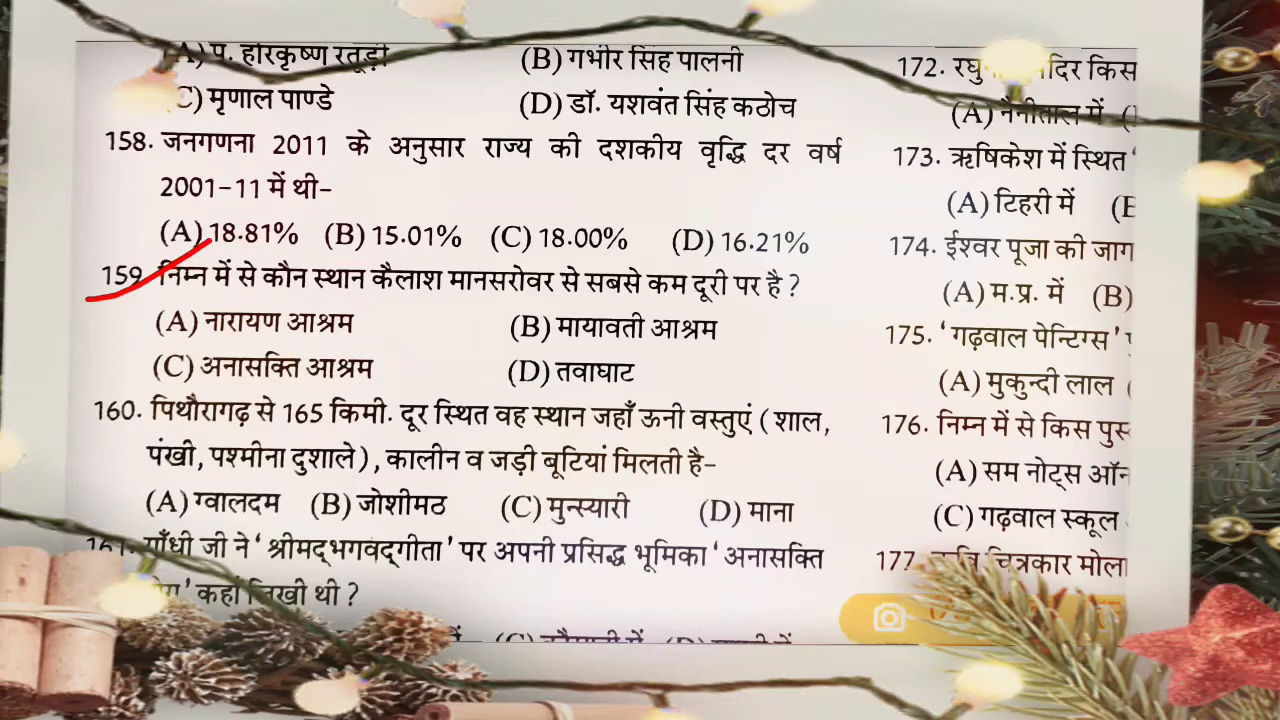 (A) पं. हरिकृष्ण रतूड़ी (B) गंभीर सिंह पालनी
(C) मृणाल पाण्डे (D) डॉ. यशवंत सिंह कठोच
158. जनगणना 2011 के अनुसार राज्य की दशकीय वृद्धि दर वर्ष
2001-11 में थी-
(A) 18.81% (B) 15.01% (C) 18.00% (D) 16.21%
159. निम्न में से कौन स्थान कैलाश मानसरोवर से सबसे कम दूरी पर है ?
(A) नारायण आश्रम (B) मायावती आश्रम
(C) अनासक्ति आश्रम (D) तवाघाट
160. पिथौरागढ़ से 165 किमी. दूर स्थित वह स्थान जहाँ ऊनी वस्तुएं (शाल,
पंखी, पश्मीना दुशाले), कालीन व जड़ी बूटियां मिलती है-
(A) ग्वालदम (B) जोशीमठ (C) मुन्स्यारी (D) माना
161. गाँधी जी ने 'श्रीमद्भगवद्गीता' पर अपनी प्रसिद्ध भूमिका 'अनासक्ति
कहां लिखी थी ?
172. मंदिर किस
(A) नैनीताल में
173. ऋषिकेश में स्थित '
(A) टिहरी में
174. ईश्वर पूजा की जाग
(A) म.प्र. में (B)
175. 'गढ़वाल पेन्टिग्स'
(A) मुकुन्दी लाल
176. निम्न में से किस पुस
(A) सम नोट्स ऑन
(C) गढ़वाल स्कूल
177. चित्रकार मोला